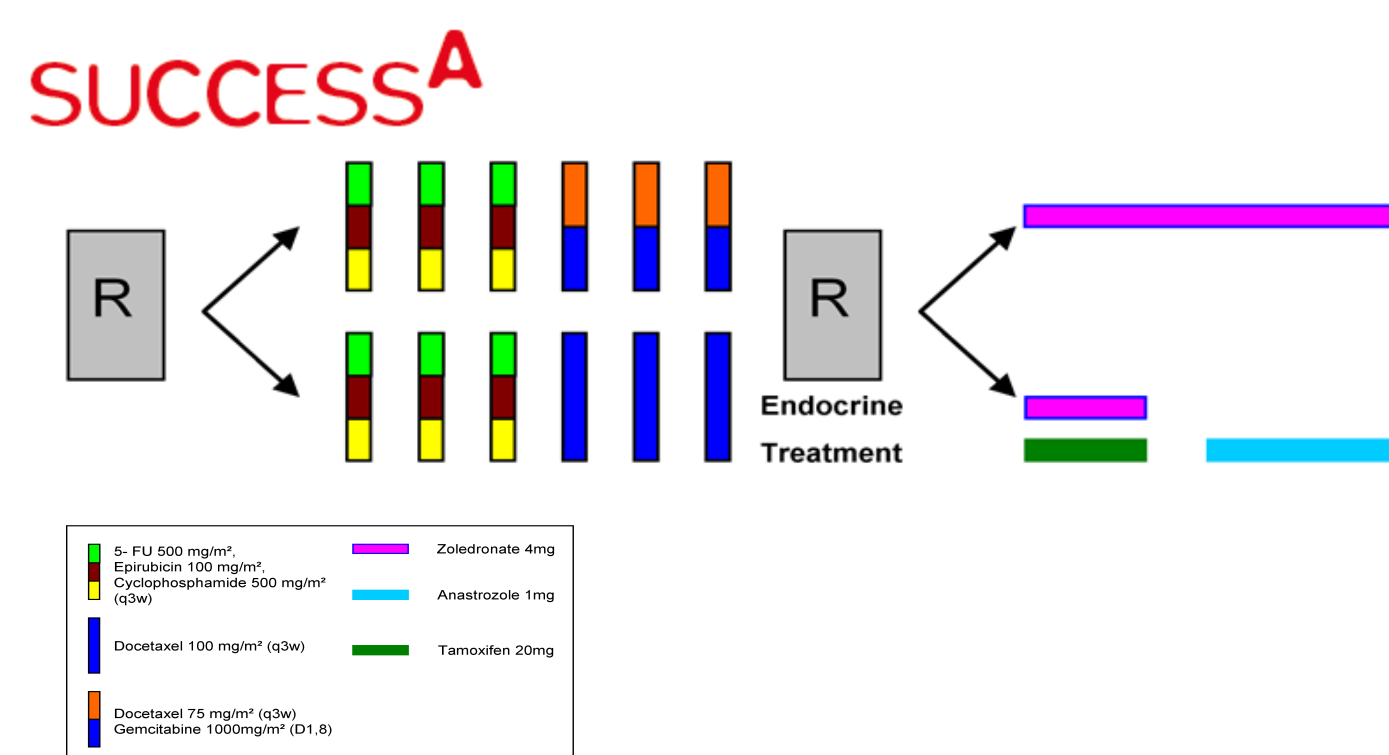 SUCCESS A
R
R
Endocrine
Treatment
5- FU 500 mg/m²,
Epirubicin 100 mg/m²,
Cyclophosphamide 500 mg/m²
(q3w)
Docetaxel 100 mg/m² (q3w)
Docetaxel 75 mg/m² (q3w)
Gemcitabine 1000mg/m² (D1,8)
Zoledronate 4mg
Anastrozole 1mg
Tamoxifen 20mg